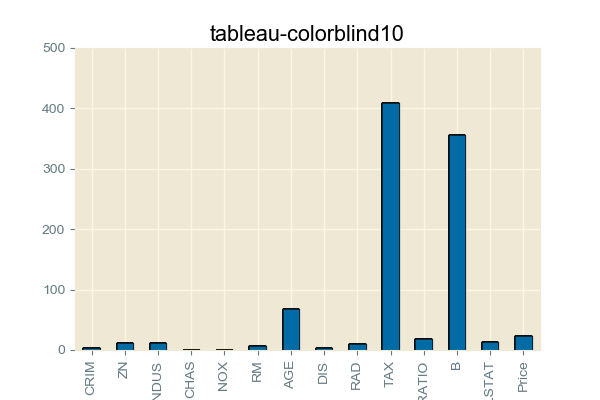 tableau-colorblind10
500
400
300
200
100
0
CRIM
ZN
NDUS
CHAS
NOX
RM
AGE
DIS
RAD
TAX
RATIO
B
.STAT
Price